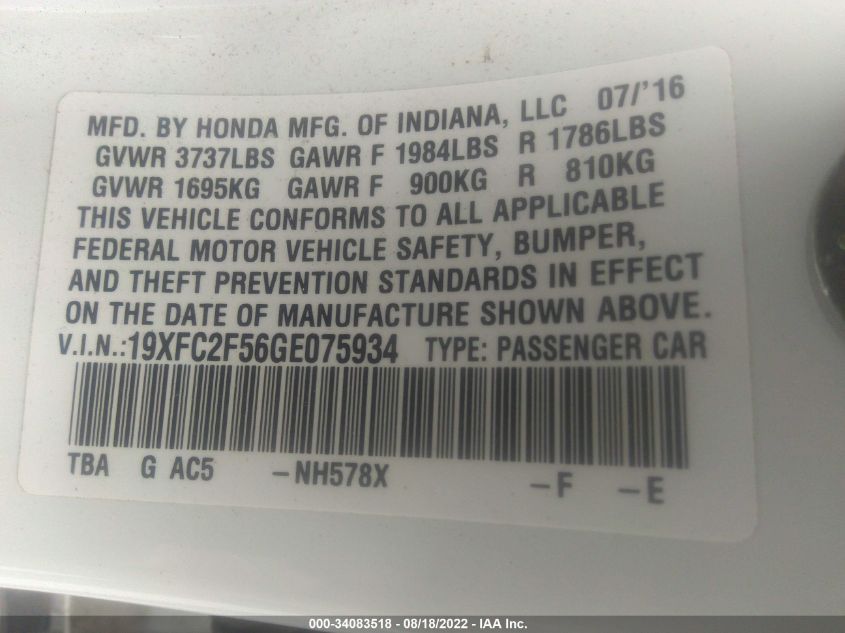 MFD. BY HONDA MFG. OF INDIANA, LLC 07/'16
GVWR 3737LBS GAWR F 1984LBS R 1786LBS
GVWR 1695KG GAWR F 900KG R 810KG
THIS VEHICLE CONFORMS TO ALL APPLICABLE
FEDERAL MOTOR VEHICLE SAFETY, BUMPER,
AND THEFT PREVENTION STANDARDS IN EFFECT
ON THE DATE OF MANUFACTURE SHOWN ABOVE.
V.I.N.:19XFC2F56GE075934 TYPE: PASSENGER CAR
TBA G AC5 -NH578X -F -E
000-34083518 - 08/18/2022 - IAA Inc.